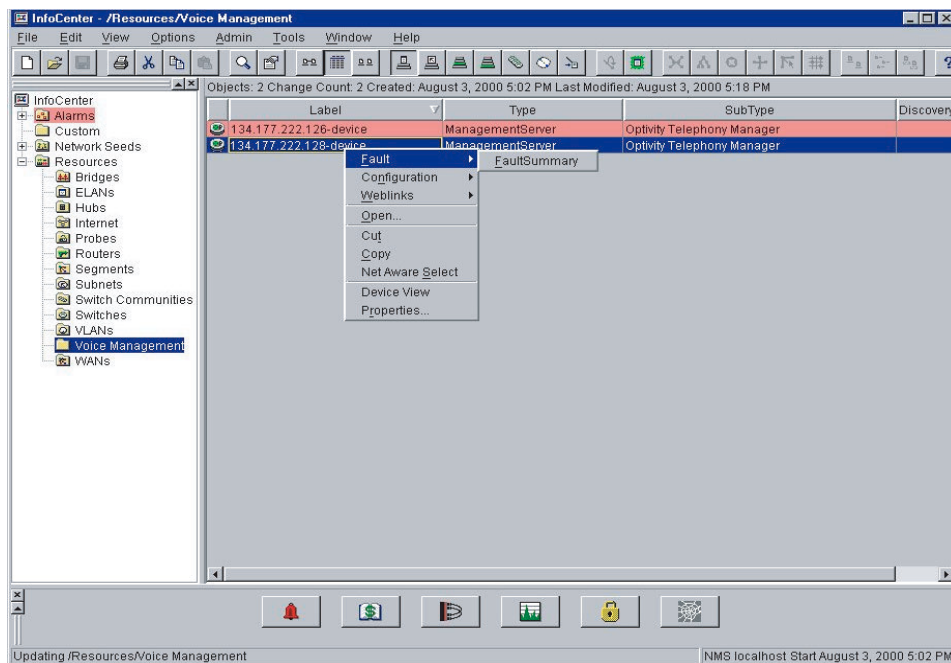 InfoCenter - /Resources/Voice Management
File Edit View Options Admin Tools Window Help
Objects: 2 Change Count: 2 Created: August 3, 2000 5:02 PM Last Modified: August 3, 2000 5:18 PM
InfoCenter
Alarms
Custom
Network Seeds
Resources
Bridges
ELANs
Hubs
Internet
Probes
Routers
Segments
Subnets
Switch Communities
Switches
VLANs
Voice Management
WANs
Label Type SubType Discovery
134.177.222.126-device ManagementServer Optivity Telephony Manager
134.177.222.128-device ManagementServer Optivity Telephony Manager
Fault FaultSummary
Configuration
Weblinks
Open...
Cut
Copy
Net Aware Select
Device View
Properties...
Updating /Resources/Voice Management NMS localhost Start August 3, 2000 5:02 PM